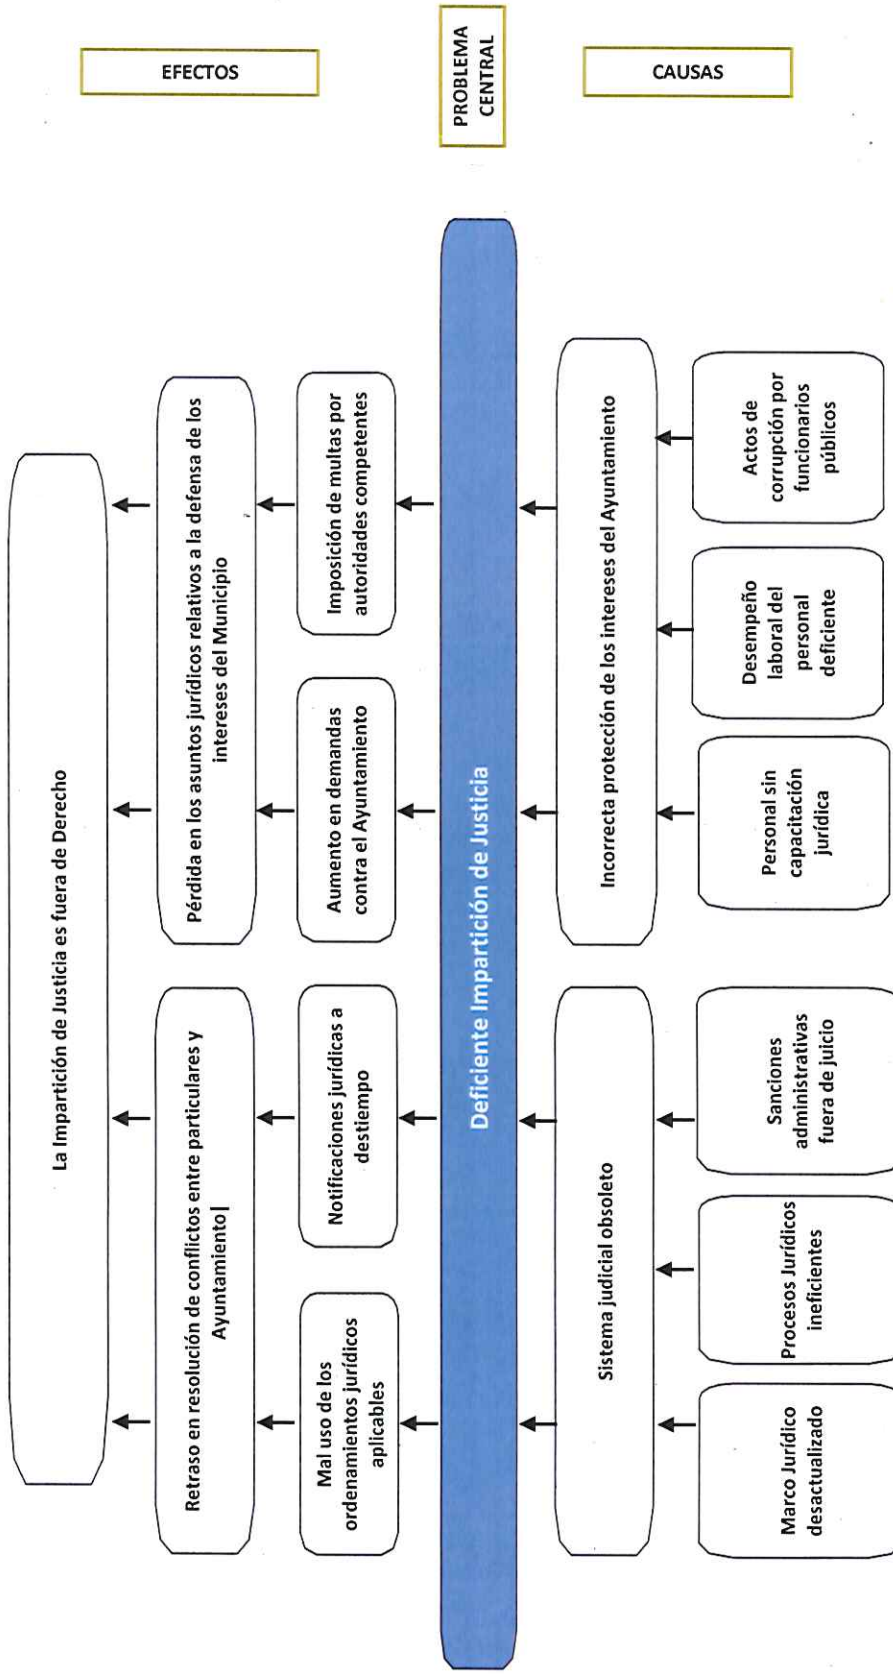 La Impartición de Justicia es fuera de Derecho
EFECTOS
Retraso en resolución de conflictos entre particulares y
Ayuntamiento|
Pérdida en los asuntos jurídicos relativos a la defensa de los
intereses del Municipio
Mal uso de los
ordenamientos jurídicos
aplicables
Notificaciones jurídicas a
destiempo
Aumento en demandas
contra el Ayuntamiento
Imposición de multas por
autoridades competentes
Deficiente Impartición de Justicia
PROBLEMA
CENTRAL
Sistema judicial obsoleto
Incorrecta protección de los intereses del Ayuntamiento
CAUSAS
Marco Jurídico
desactualizado
Procesos Jurídicos
ineficientes
Sanciones
administrativas
fuera de juicio
Personal sin
capacitación
jurídica
Desempeño
laboral del
personal
deficiente
Actos de
corrupción por
funcionarios
públicos